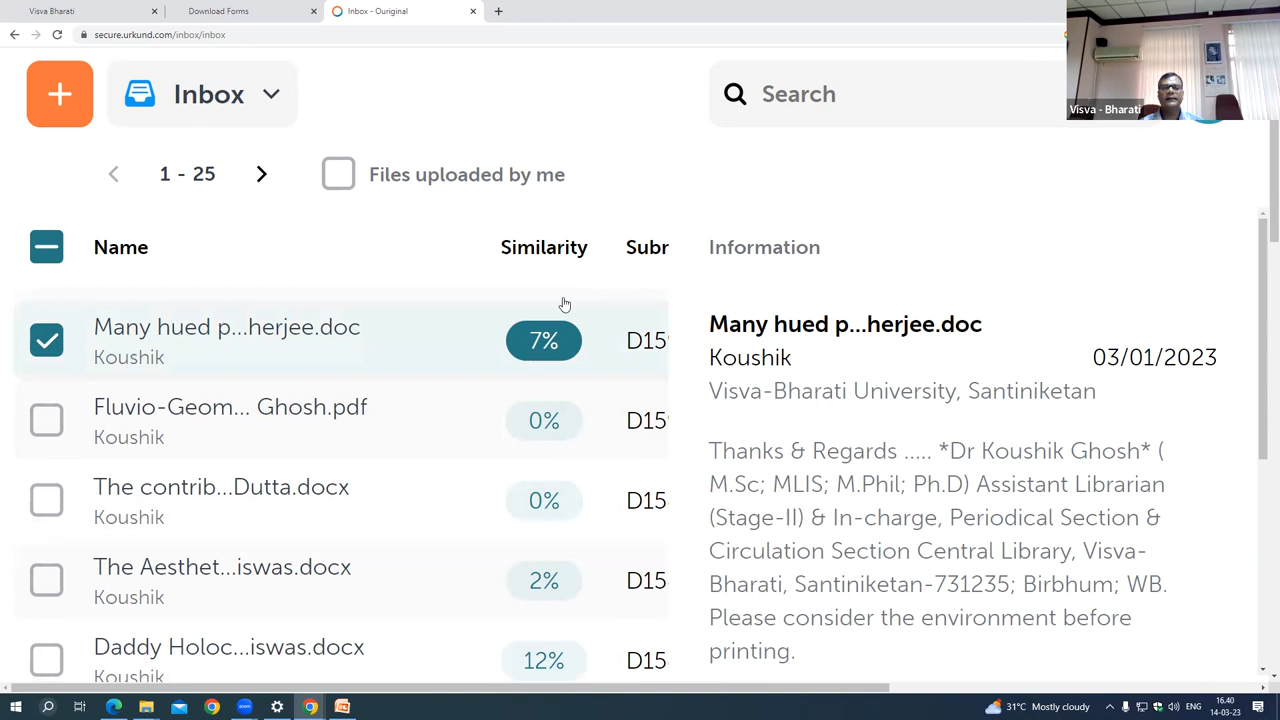 Visva Bharati
Download Forms
Inbox - Ouriginal
secure.urkund.com/inbox/inbox
Inbox
Search
Visva - Bharati
1 - 25
Files uploaded by me
Name
Similarity
Subr
Information
Many hued p...herjee.doc
Koushik
7%
D15
Fluvio-Geom... Ghosh.pdf
Koushik
0%
D15
The contrib...Dutta.docx
Koushik
0%
D15
The Aesthet...iswas.docx
Koushik
2%
D15
Daddy Holoc...iswas.docx
Koushik
12%
D15
Many hued p...herjee.doc
Koushik 03/01/2023
Visva-Bharati University, Santiniketan
Thanks & Regards ..... *Dr Koushik Ghosh* (
M.Sc; MLIS; M.Phil; Ph.D) Assistant Librarian
(Stage-II) & In-charge, Periodical Section &
Circulation Section Central Library, Visva-
Bharati, Santiniketan-731235; Birbhum; WB.
Please consider the environment before
printing.
31°C Mostly cloudy
ENG
16.40
14-03-23